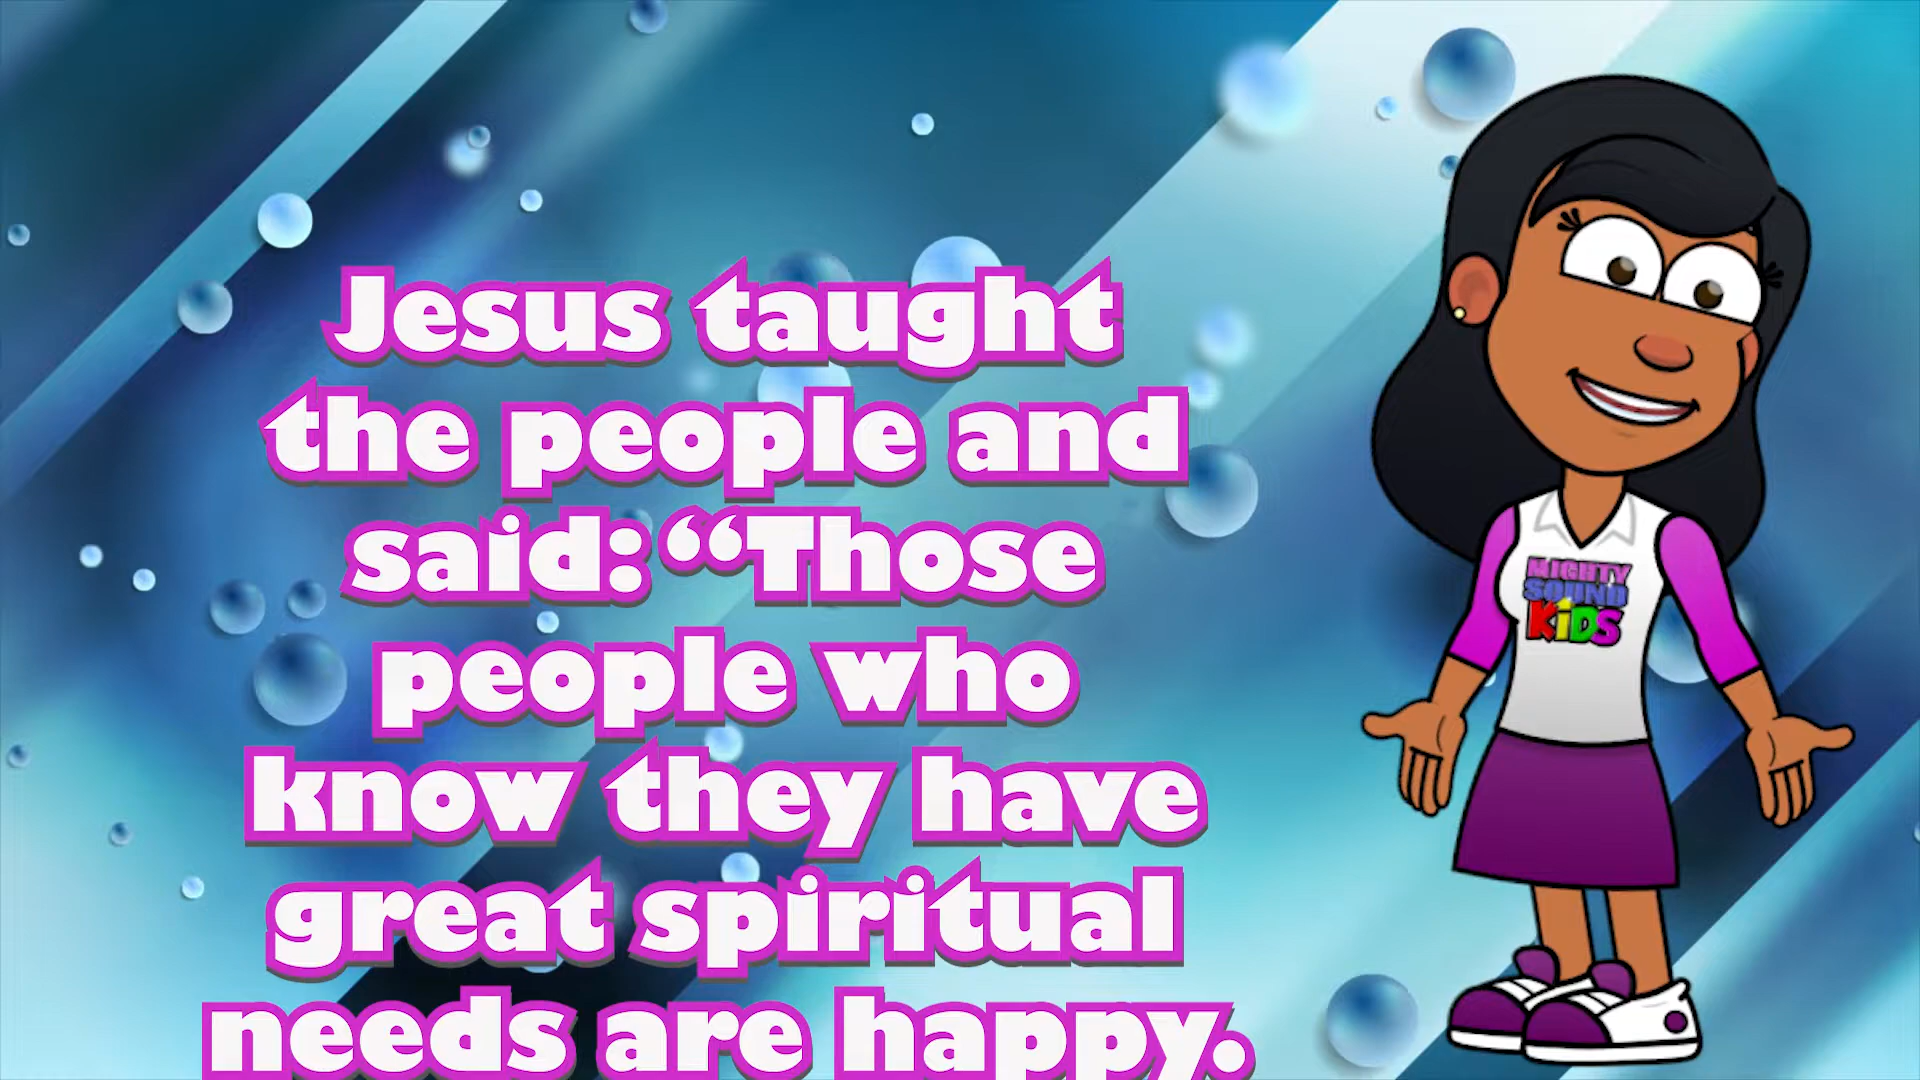 Jesus taught
the people and
said: “Those
people who
know they have
great spiritual
needs are happy.
MIGHTY
SOUND
KiDS